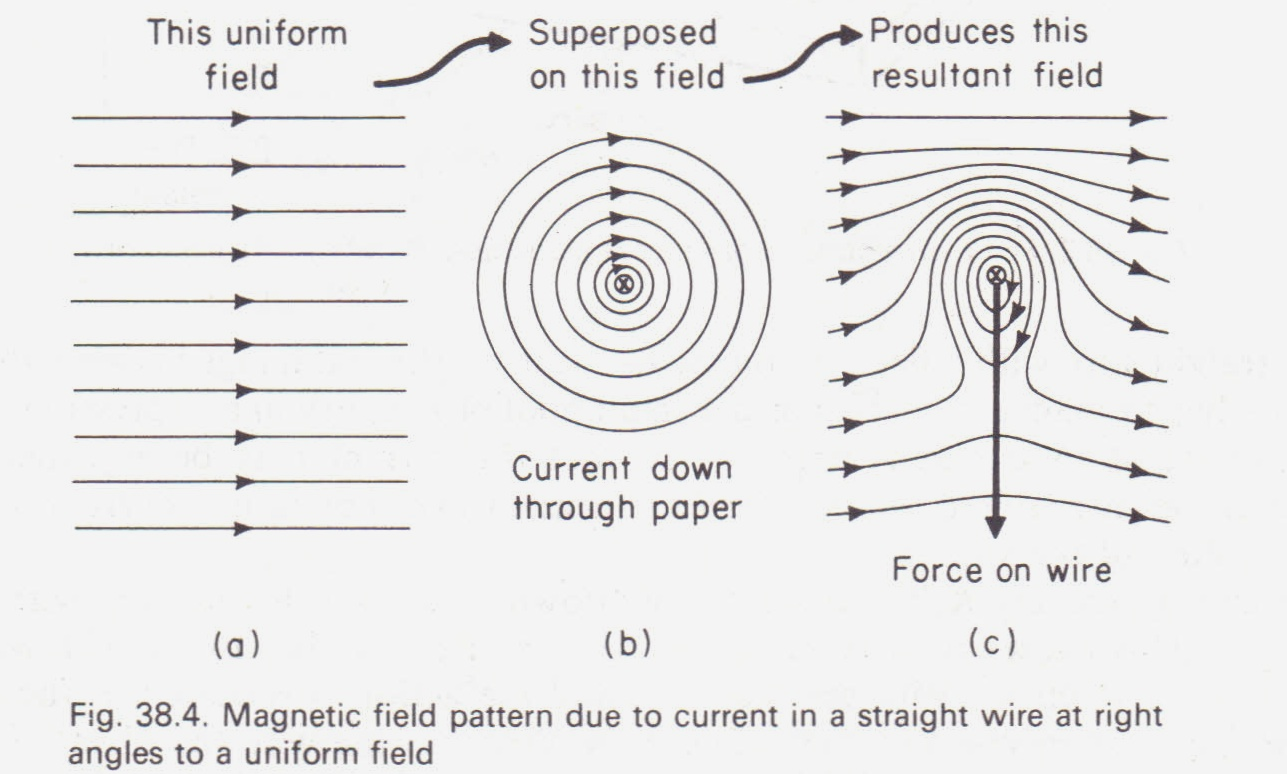 This uniform
field
Superposed
on this field
Produces this
resultant field
Current down
through paper
Force on wire
(a)
(b)
(c)
Fig. 38.4. Magnetic field pattern due to current in a straight wire at right
angles to a uniform field